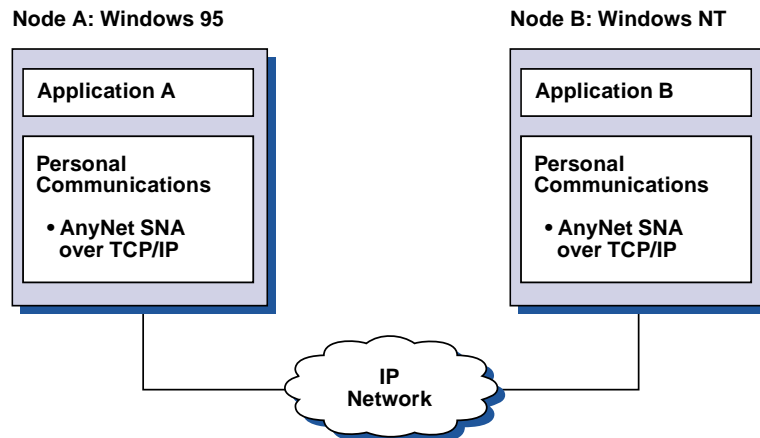 Node A: Windows 95
Application A
Personal
Communications
• AnyNet SNA
over TCP/IP
Node B: Windows NT
Application B
Personal
Communications
• AnyNet SNA
over TCP/IP
IP
Network